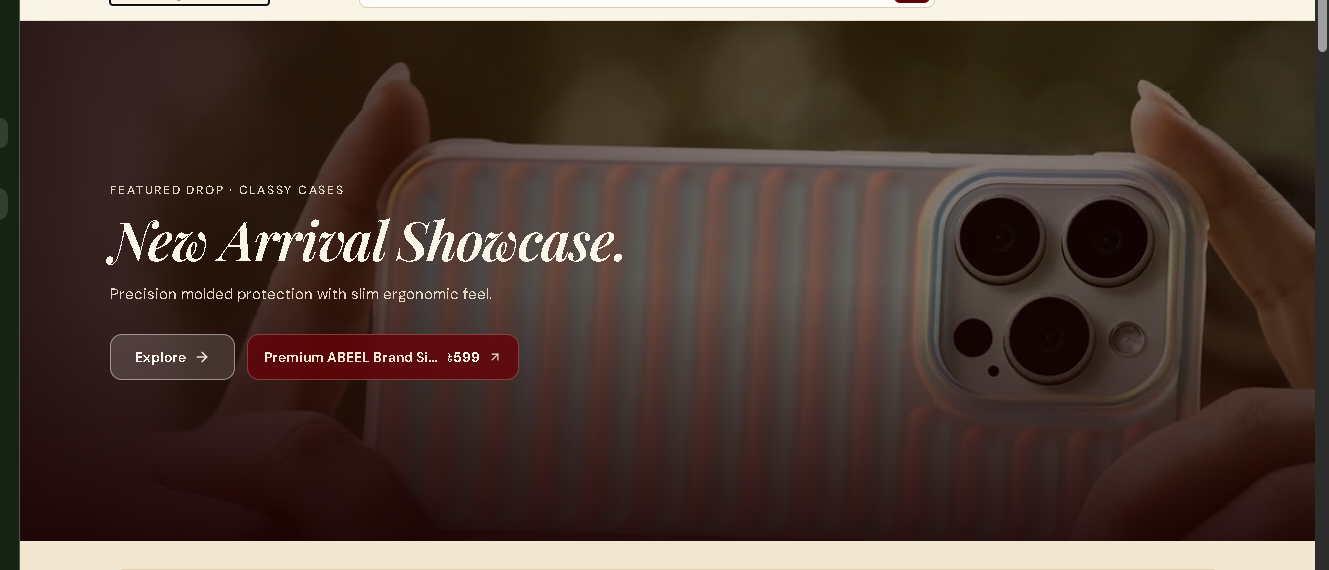 FEATURED DROP · CLASSY CASES
New Arrival Showcase.
Precision molded protection with slim ergonomic feel.
Explore →
Premium ABEEL Brand Si... ৳599 ↗